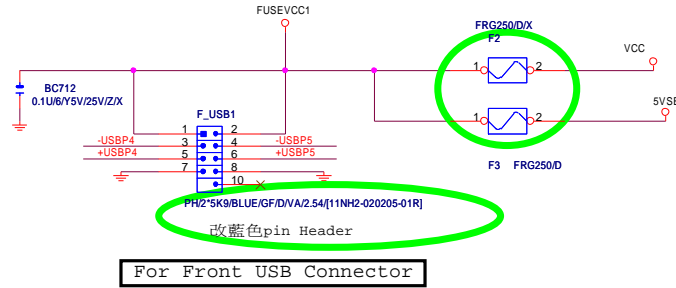 FUSEVCC1
FRG250/D/X
F2
VCC
1 2
BC712
0.1U/6/Y5V/25V/Z/X
F_USB1
5VSB
1 2
1 2
-USBP4 3 4 -USBP5
+USBP4 5 6 +USBP5
7 8
10
F3 FRG250/D
PH/2*5K9/BLUE/GF/D/VA/2.54/[11NH2-020205-01R]
改藍色pin Header
For Front USB Connector